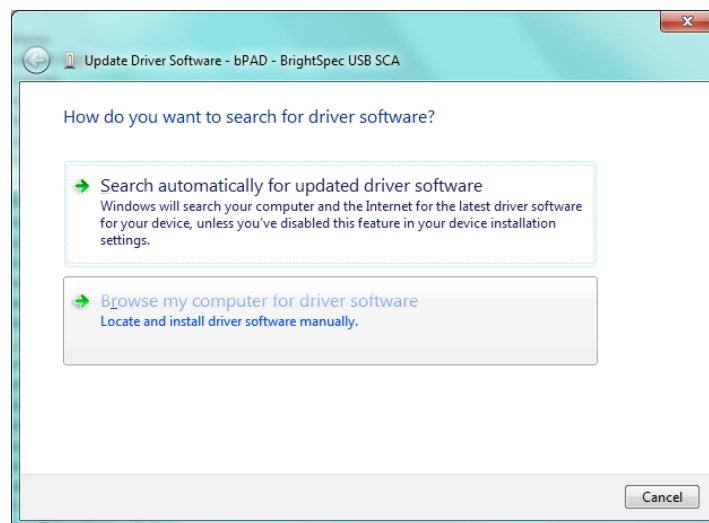 Update Driver Software - bPAD - BrightSpec USB SCA
How do you want to search for driver software?
Search automatically for updated driver software
Windows will search your computer and the Internet for the latest driver software
for your device, unless you've disabled this feature in your device installation
settings.
Browse my computer for driver software
Locate and install driver software manually.
Cancel